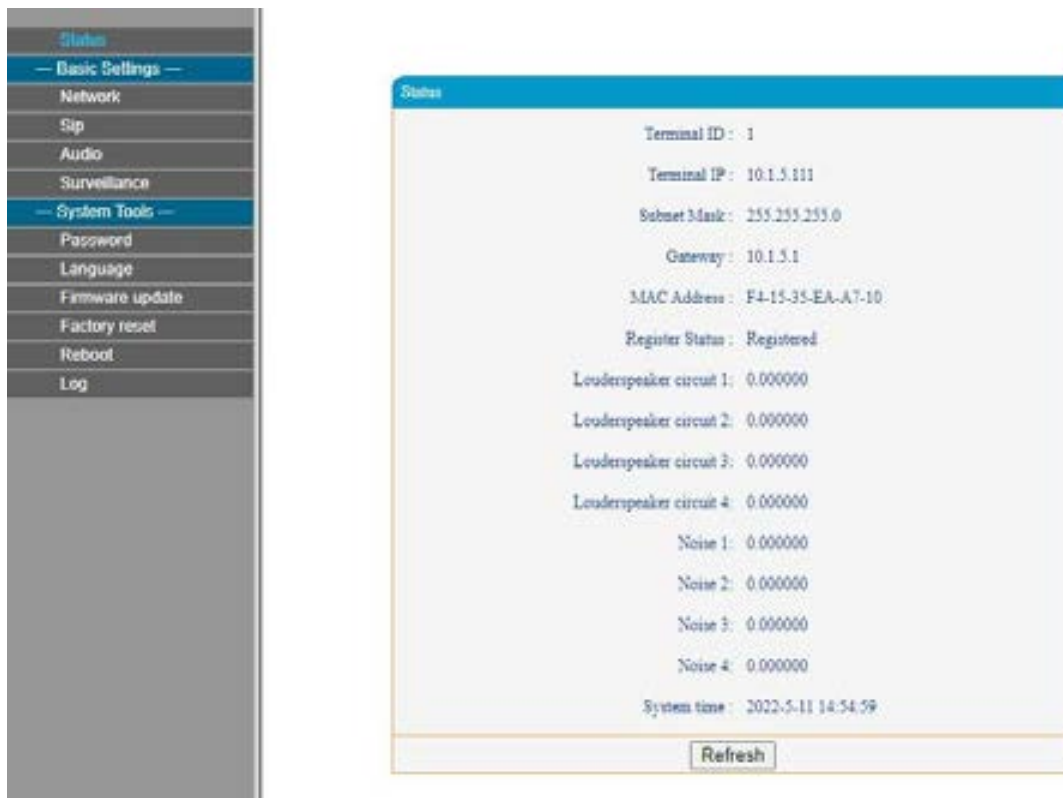 Status
— Basic Settings —
Network
Sip
Audio
Surveillance
— System Tools —
Password
Language
Firmware update
Factory reset
Reboot
Log
Status
Terminal ID : 1
Terminal IP : 10.1.5.111
Subnet Mask : 255.255.255.0
Gateway : 10.1.5.1
MAC Address : F4-15-35-EA-A7-10
Register Status : Registered
Louderspeaker circuit 1: 0.000000
Louderspeaker circuit 2: 0.000000
Louderspeaker circuit 3: 0.000000
Louderspeaker circuit 4: 0.000000
Noise 1: 0.000000
Noise 2: 0.000000
Noise 3: 0.000000
Noise 4: 0.000000
System time : 2022-5-11 14:54:59
Refresh